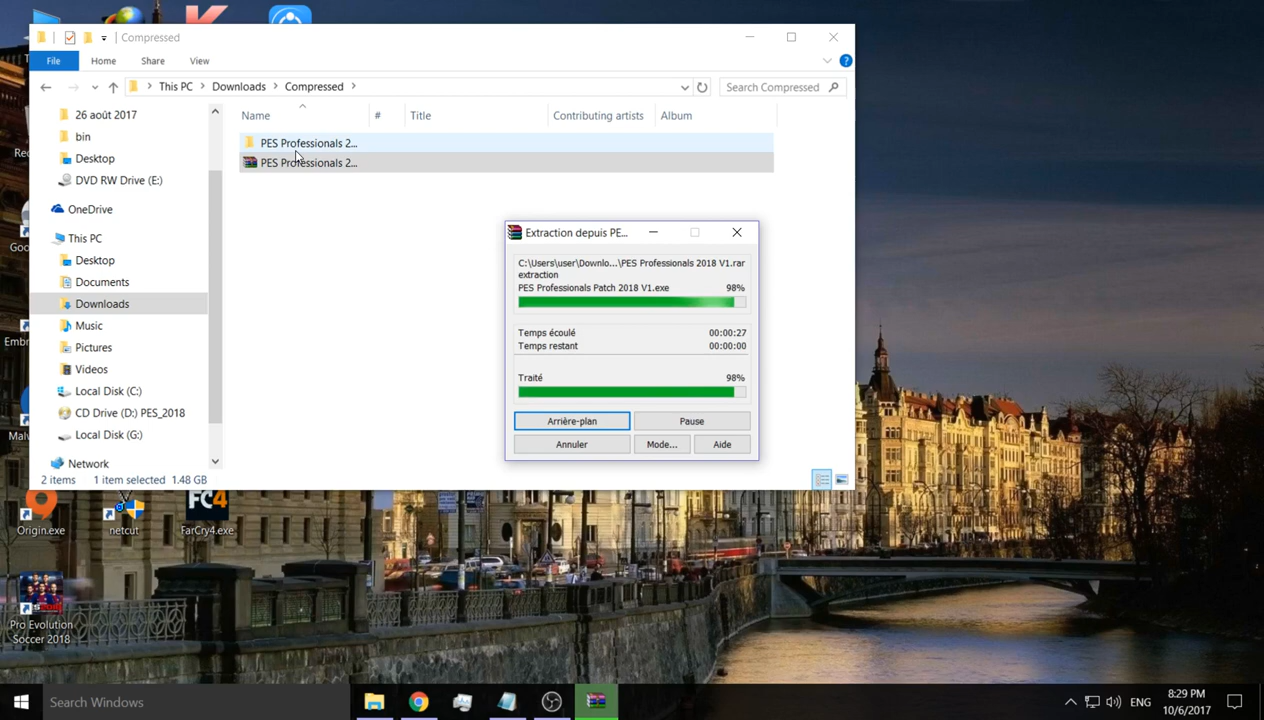 Compressed
File
Home
Share
View
This PC
Downloads
Compressed
Search Compressed
Name
#
Title
Contributing artists
Album
26 août 2017
bin
Desktop
DVD RW Drive (E:)
OneDrive
This PC
Desktop
Documents
Downloads
Music
Pictures
Videos
Local Disk (C:)
CD Drive (D:) PES_2018
Local Disk (G:)
Network
PES Professionals 2...
PES Professionals 2...
2 items 1 item selected 1.48 GB
Extraction depuis PE...
C:\Users\user\Downlo...\PES Professionals 2018 V1.rar
extraction
PES Professionals Patch 2018 V1.exe 98%
Temps écoulé 00:00:27
Temps restant 00:00:00
Traité 98%
Arrière-plan
Pause
Annuler
Mode...
Aide
Origin.exe
netcut
FC4
FarCry4.exe
Pro Evolution
Soccer 2018
Search Windows
ENG
8:29 PM
10/6/2017